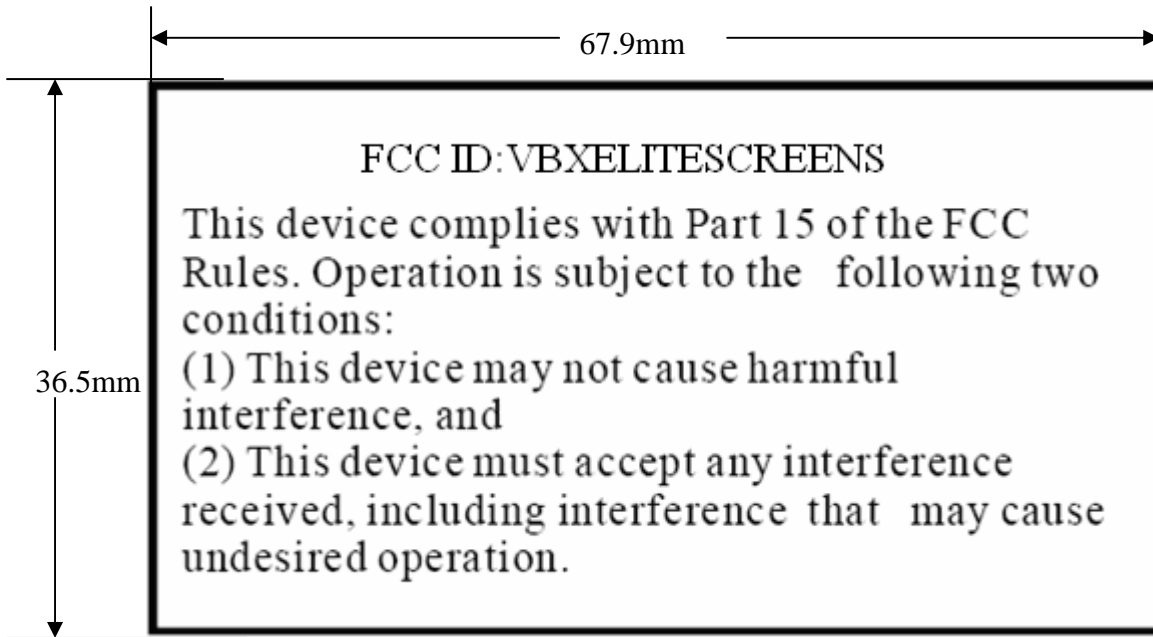 67.9mm
FCC ID:VBXELITESCREENS
This device complies with Part 15 of the FCC
Rules. Operation is subject to the following two
conditions:
(1) This device may not cause harmful
36.5mm
interference, and
(2) This device must accept any interference
received, including interference that may cause
undesired operation.